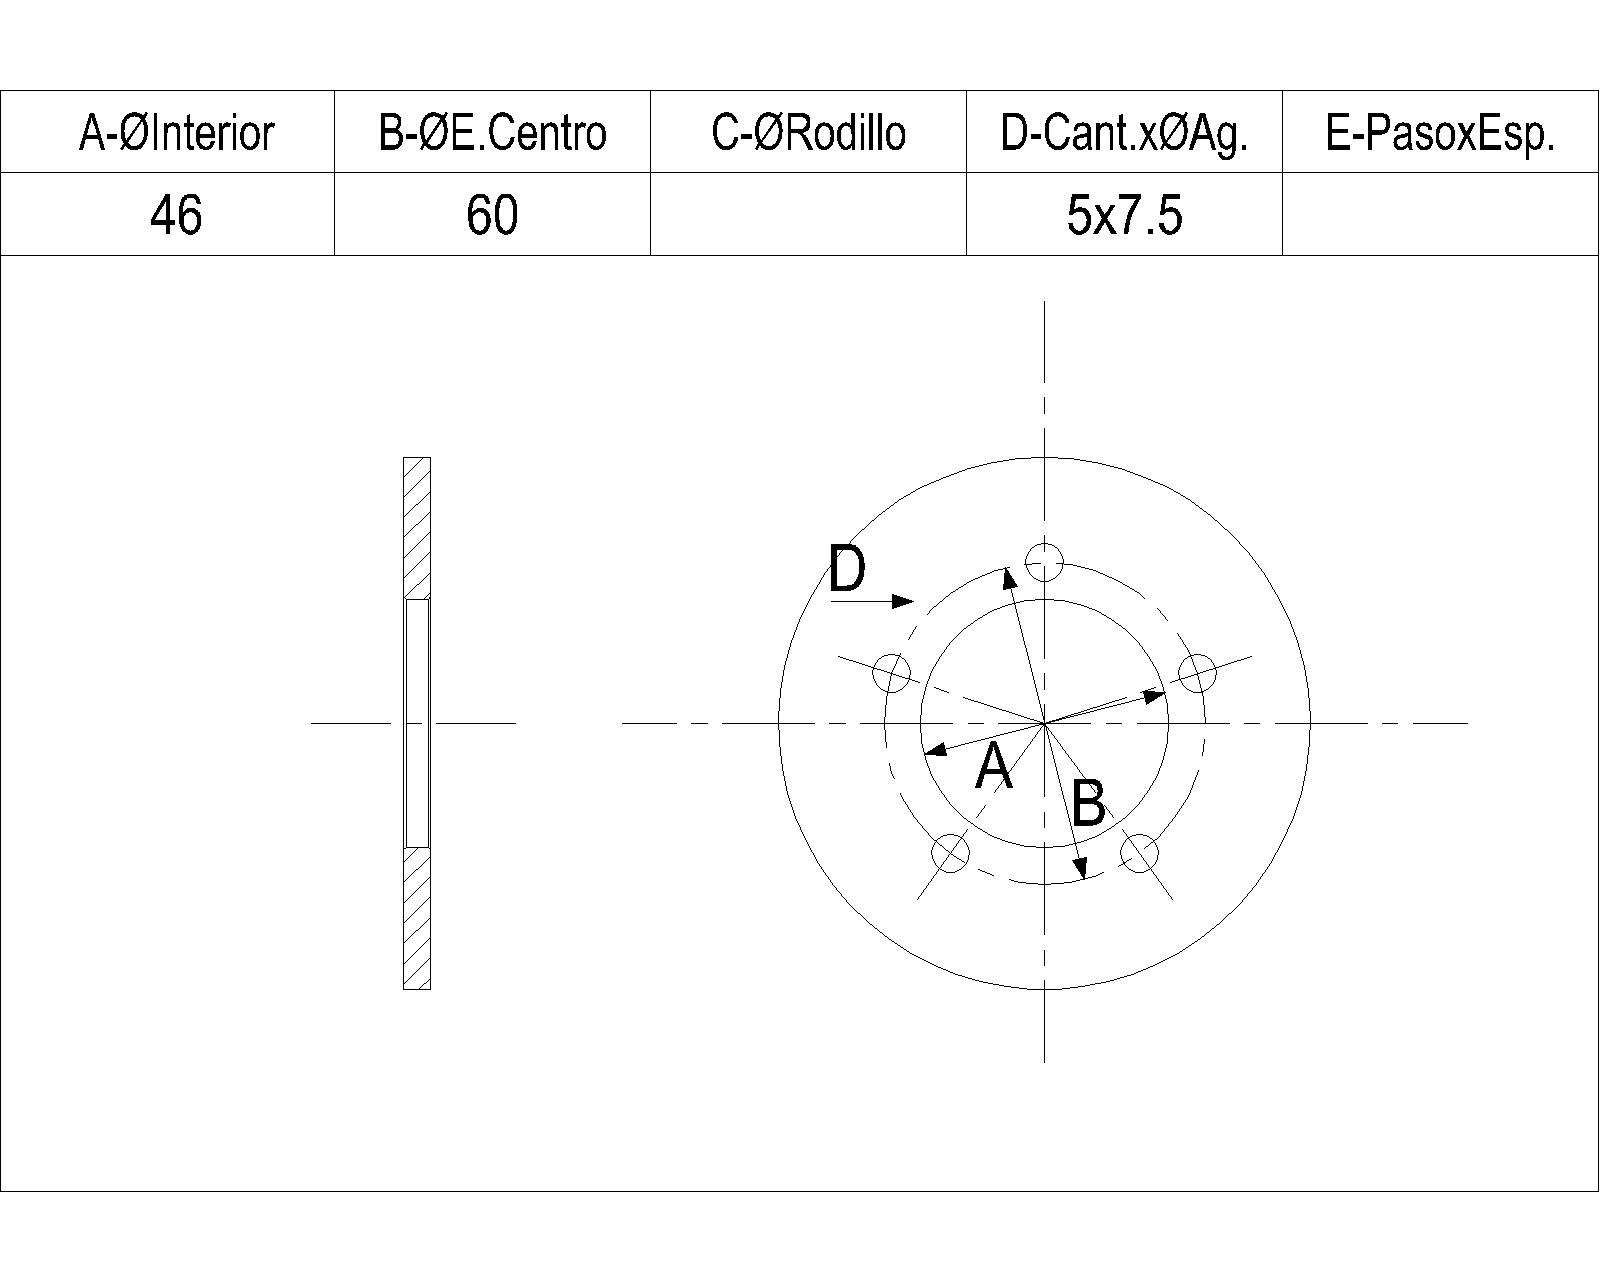 A-ØInterior B-ØE.Centro C-ØRodillo D-Cant.xØAg. E-PasoxEsp.
46 60 5x7.5
D
A
B